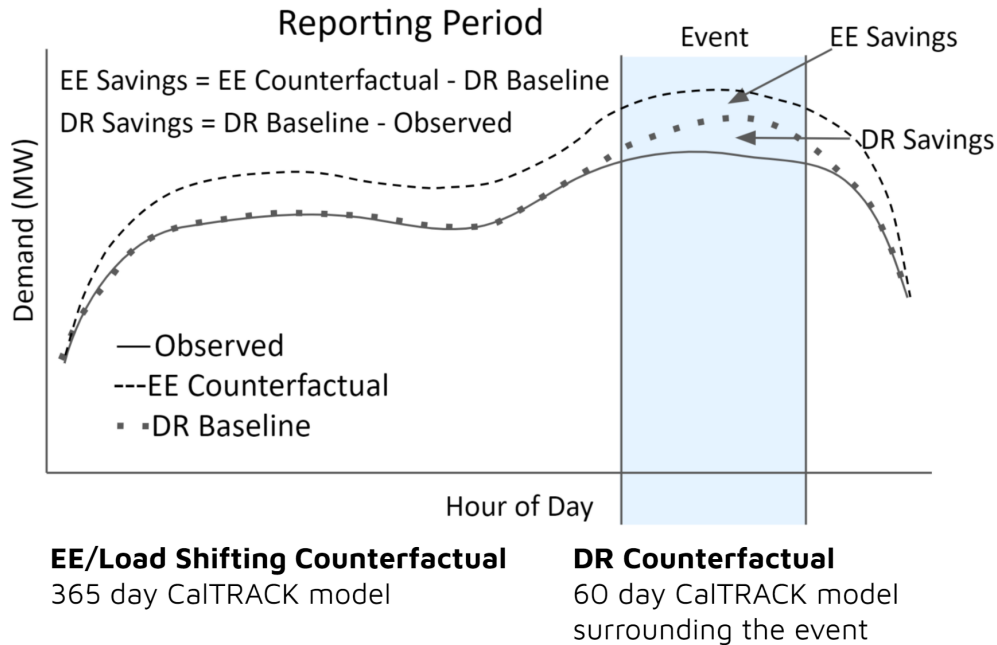 Reporting Period
Event
EE Savings
EE Savings = EE Counterfactual - DR Baseline
DR Savings = DR Baseline - Observed
DR Savings
Demand (MW)
Observed
EE Counterfactual
DR Baseline
Hour of Day
EE/Load Shifting Counterfactual
365 day CalTRACK model
DR Counterfactual
60 day CalTRACK model
surrounding the event